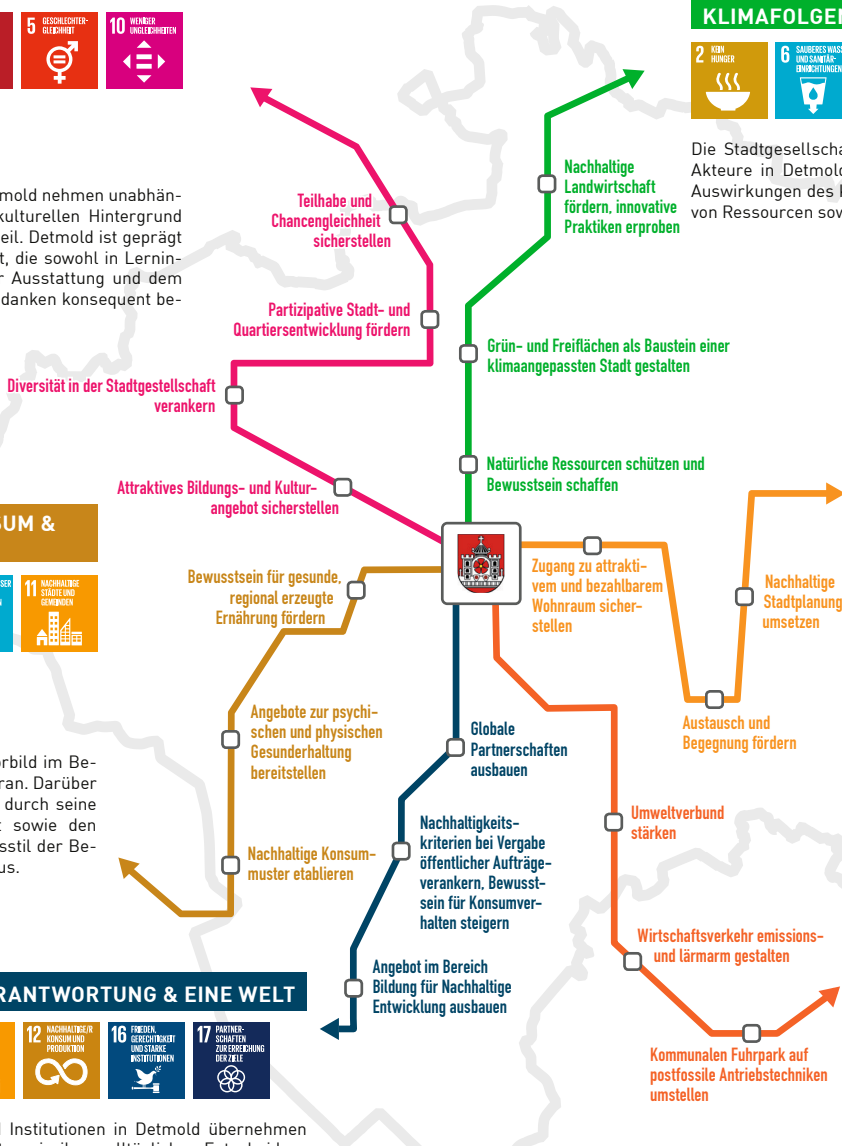 5 GESCHLECHTER-
GLEICHHEIT
10 WENIGER
UNGLEICHHEITEN
KLIMAFOLGEN
2 KEIN
HUNGER
6 SAUBERES WASS
UND SANITÄR-
EINRICHTUNGEN
Die Stadtgesellscha
Akteure in Detmold
Auswirkungen des
von Ressourcen sow
tmold nehmen unabhän-
kulturellen Hintergrund
eil. Detmold ist geprägt
t, die sowohl in Lernin-
r Ausstattung und dem
danken konsequent be-
Teilhabe und
Chancengleichheit
sicherstellen
Partizipative Stadt- und
Quartiersentwicklung fördern
Diversität in der Stadtgestellschaft
verankern
Attraktives Bildungs- und Kultur-
angebot sicherstellen
Nachhaltige
Landwirtschaft
fördern, innovative
Praktiken erproben
Grün- und Freiflächen als Baustein einer
klimaangepassten Stadt gestalten
Natürliche Ressourcen schützen und
Bewusstsein schaffen
SUM &
SER
11 NACHHALTIGE
STÄDTE UND
GEMEINDEN
Bewusstsein für gesunde,
regional erzeugte
Ernährung fördern
Angebote zur psychi-
schen und physischen
Gesunderhaltung
bereitstellen
Nachhaltige Konsum-
muster etablieren
Zugang zu attrakti-
vem und bezahlbarem
Wohnraum sicher-
stellen
Nachhaltige
Stadtplanung
umsetzen
Austausch und
Begegnung fördern
Globale
Partnerschaften
ausbauen
Nachhaltigkeits-
kriterien bei Vergabe
öffentlicher Aufträge-
verankern, Bewusst-
sein für Konsumver-
halten steigern
Angebot im Bereich
Bildung für Nachhaltige
Entwicklung ausbauen
Umweltverbund
stärken
Wirtschaftsverkehr emissions-
und lärmarm gestalten
Kommunalen Fuhrpark auf
postfossile Antriebstechniken
umstellen
orbild im Be-
ran. Darüber
durch seine
t sowie den
sstil der Be-
us.
RANTWORTUNG & EINE WELT
12 NACHHALTIGE/R
KONSUM UND
PRODUKTION
16 FRIEDEN,
GERECHTIGKEIT
UND STARKE
INSTITUTIONEN
17 PARTNER-
SCHAFTEN
ZUR ERREICHUNG
DER ZIELE
Institutionen in Detmold übernehmen